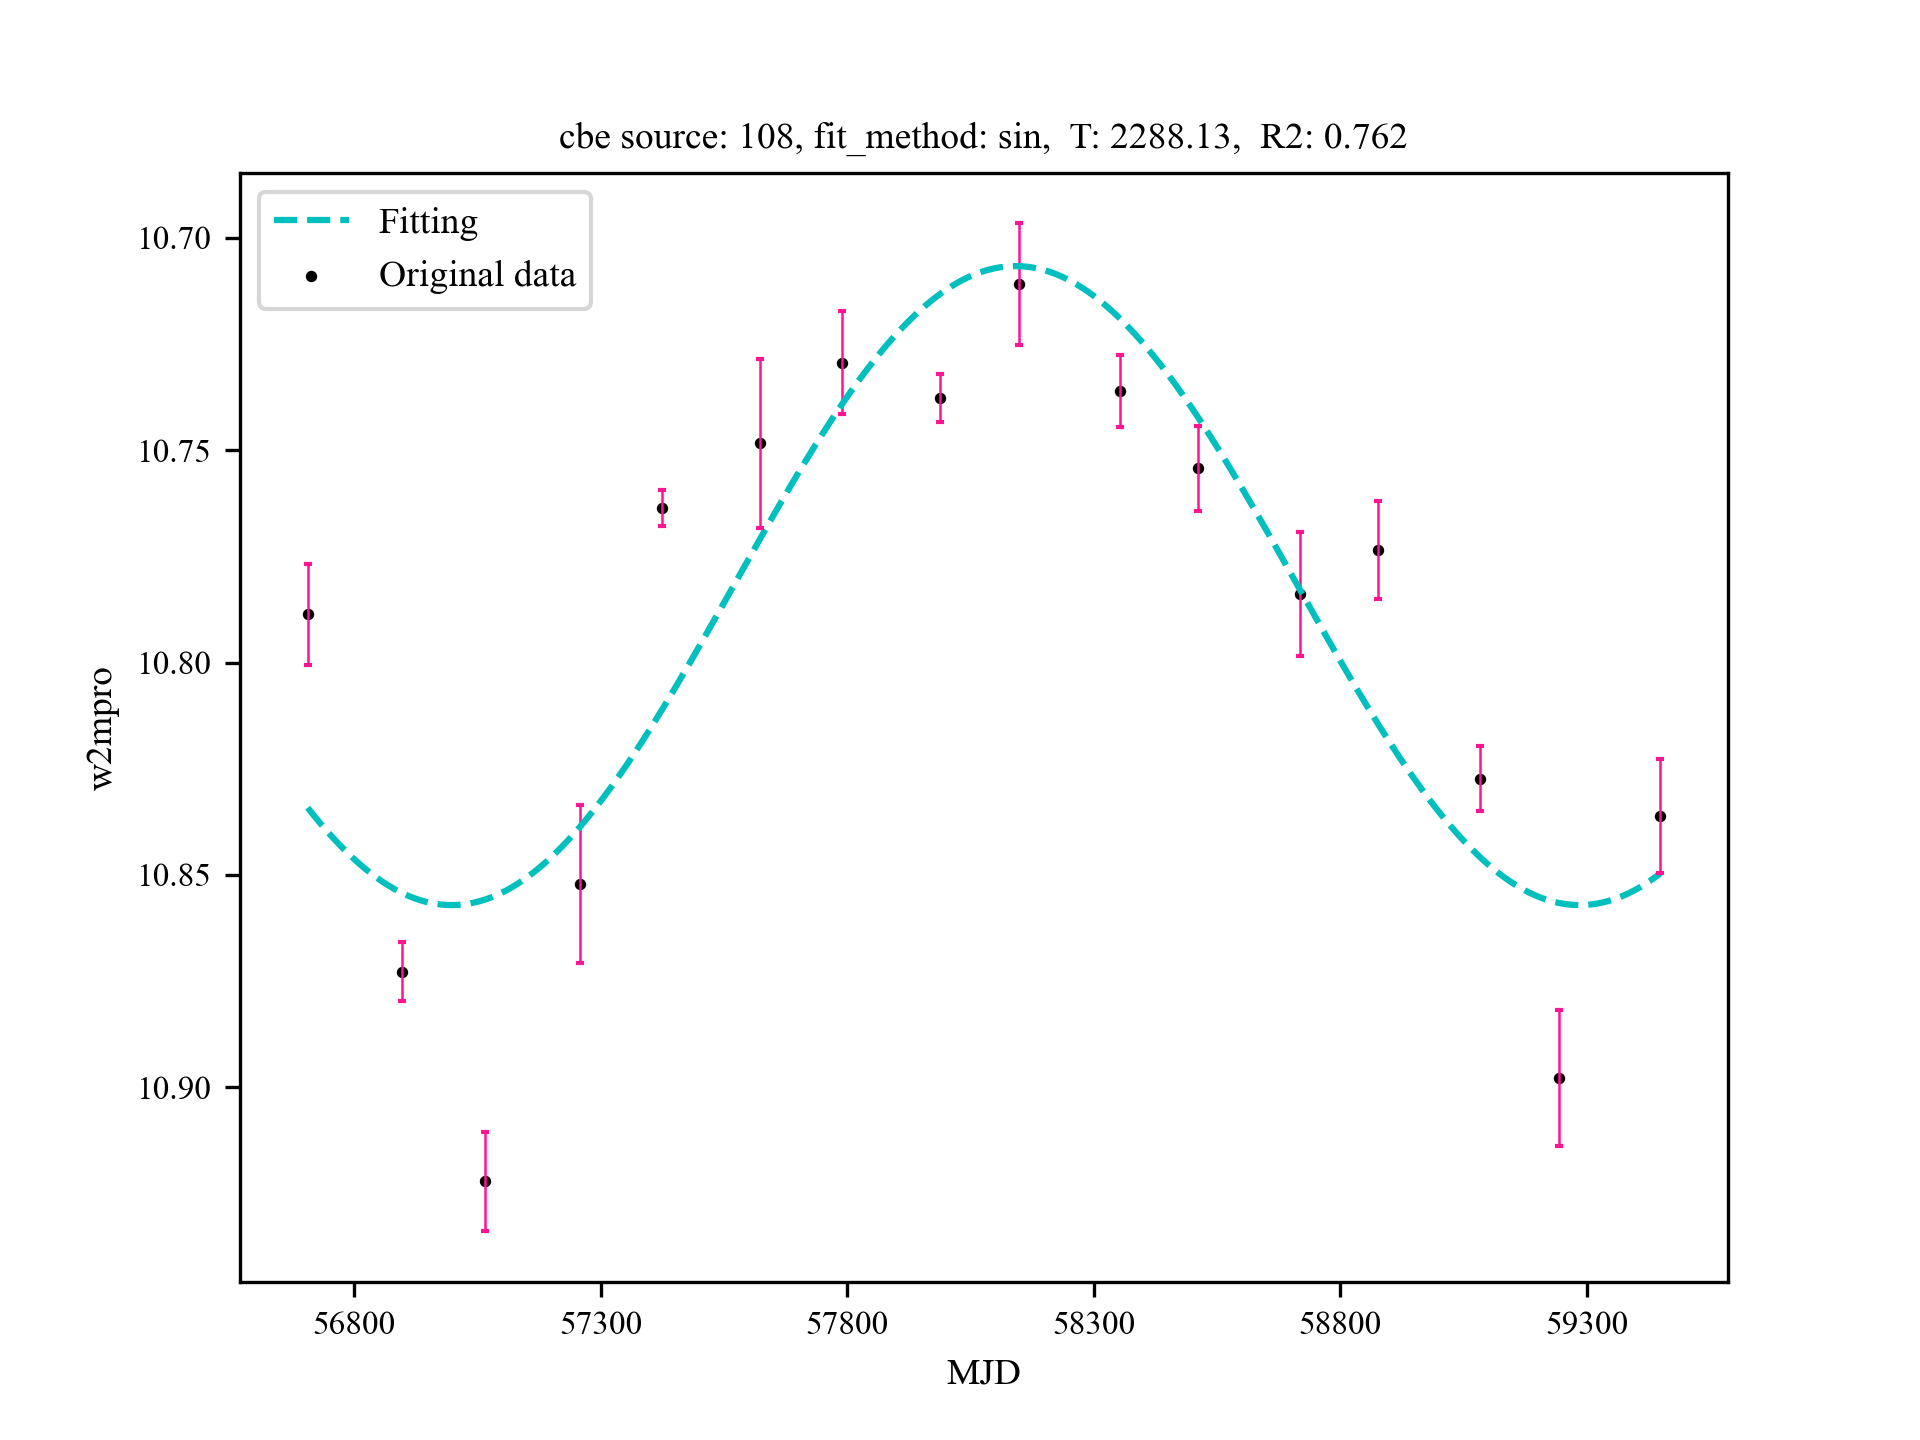 cbe source: 108, fit_method: sin,  T: 2288.13,  R2: 0.762
Fitting
Original data
10.70
10.75
10.80
10.85
10.90
w2mpro
56800 57300 57800 58300 58800 59300
MJD